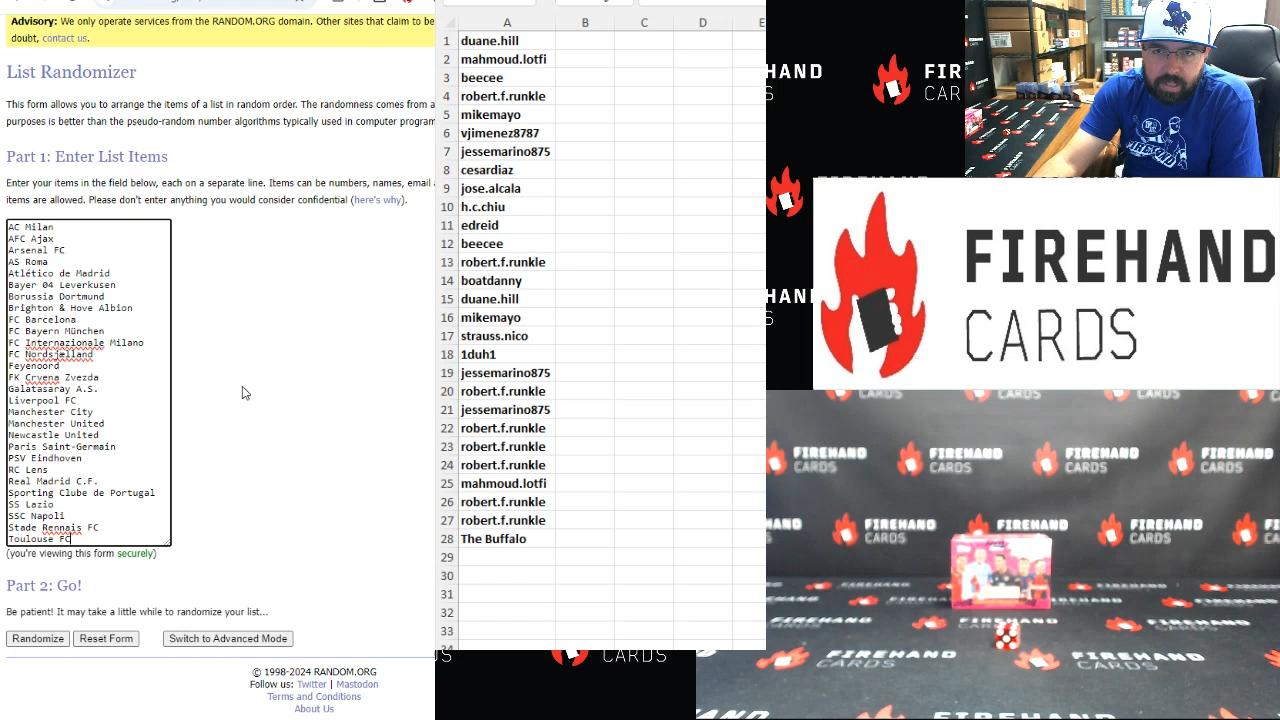 Advisory: We only operate services from the RANDOM.ORG domain. Other sites that claim to be
doubt, contact us.
List Randomizer
This form allows you to arrange the items of a list in random order. The randomness comes from a
purposes is better than the pseudo-random number algorithms typically used in computer program
Part 1: Enter List Items
Enter your items in the field below, each on a separate line. Items can be numbers, names, email
items are allowed. Please don't enter anything you would consider confidential (here's why).
AC Milan
AFC Ajax
Arsenal FC
AS Roma
Atlético de Madrid
Bayer 04 Leverkusen
Borussia Dortmund
Brighton & Hove Albion
FC Barcelona
FC Bayern München
FC Internazionale Milano
FC Nordsjælland
Feyenoord
FK Crvena Zvezda
Galatasaray A.S.
Liverpool FC
Manchester City
Manchester United
Newcastle United
Paris Saint-Germain
PSV Eindhoven
RC Lens
Real Madrid C.F.
Sporting Clube de Portugal
SS Lazio
SSC Napoli
Stade Rennais FC
Toulouse FC
(you're viewing this form securely)
Part 2: Go!
Be patient! It may take a little while to randomize your list...
Randomize Reset Form Switch to Advanced Mode
© 1998-2024 RANDOM.ORG
Follow us: Twitter | Mastodon
Terms and Conditions
About Us
A B C D E
1 duane.hill
2 mahmoud.lotfi
3 beecee
4 robert.f.runkle
5 mikemayo
6 vjimenez8787
7 jessemarino875
8 cesardiaz
9 jose.alcala
10 h.c.chiu
11 edreid
12 beecee
13 robert.f.runkle
14 boatdanny
15 duane.hill
16 mikemayo
17 strauss.nico
18 1duh1
19 jessemarino875
20 robert.f.runkle
21 jessemarino875
22 robert.f.runkle
23 robert.f.runkle
24 robert.f.runkle
25 mahmoud.lotfi
26 robert.f.runkle
27 robert.f.runkle
28 The Buffalo
29
30
31
32
33
34
FIREHAND
CARDS
FIREHAND
CARDS